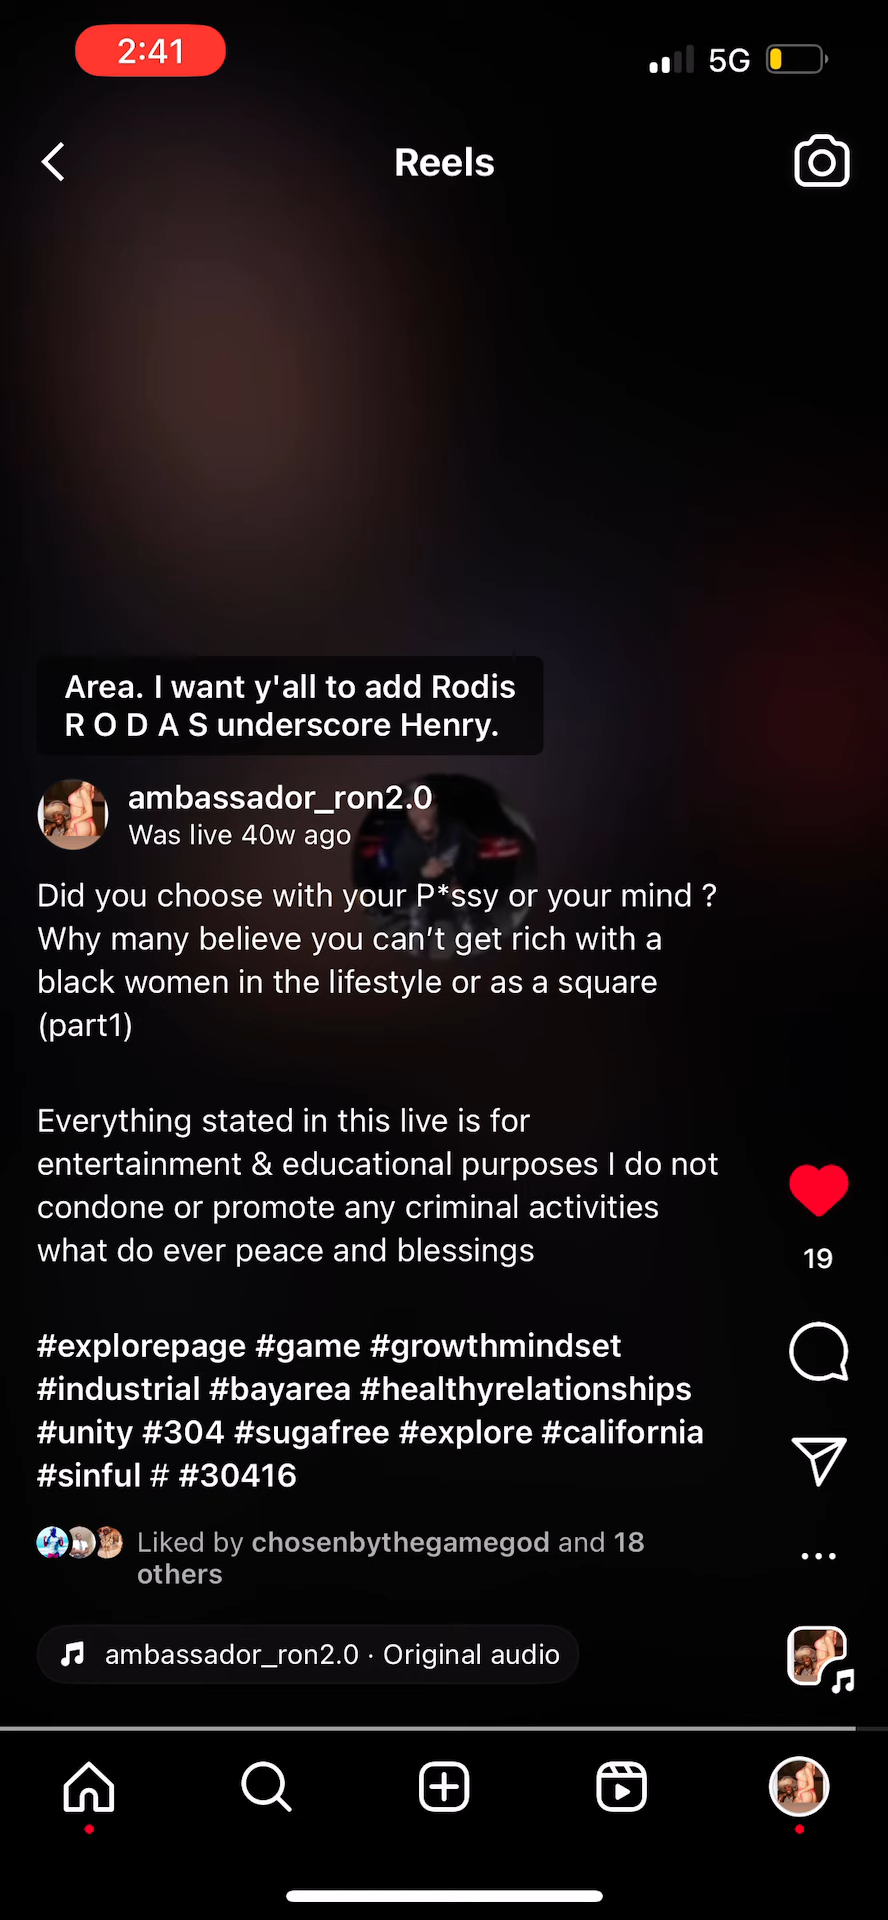 2:41
5G
Reels
Area. I want y'all to add Rodis
R O D A S underscore Henry.
ambassador_ron2.0
Was live 40w ago
Did you choose with your P*ssy or your mind ?
Why many believe you can’t get rich with a
black women in the lifestyle or as a square
(part1)
Everything stated in this live is for
entertainment & educational purposes I do not
condone or promote any criminal activities
what do ever peace and blessings
#explorepage #game #growthmindset
#industrial #bayarea #healthyrelationships
#unity #304 #sugafree #explore #california
#sinful # #30416
19
Liked by chosenbythegamegod and 18
others
ambassador_ron2.0 · Original audio